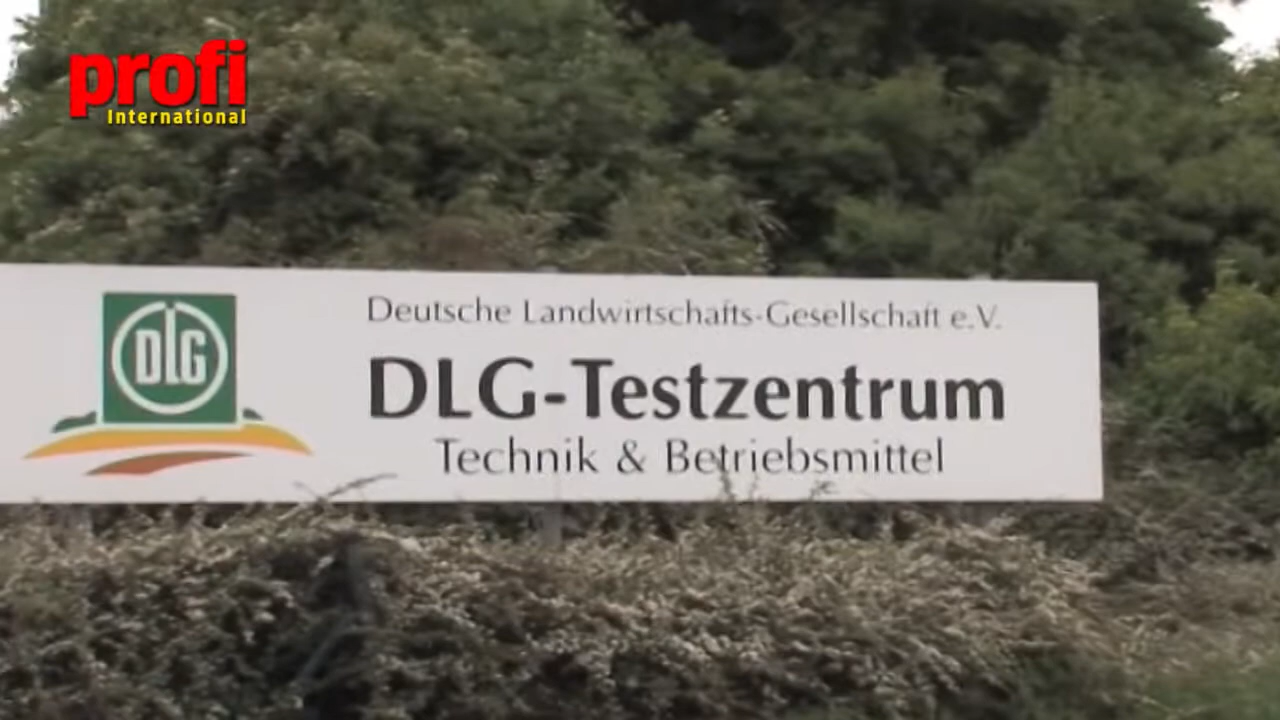 profi
International
DLG
Deutsche Landwirtschafts-Gesellschaft e.V.
DLG-Testzentrum
Technik & Betriebsmittel